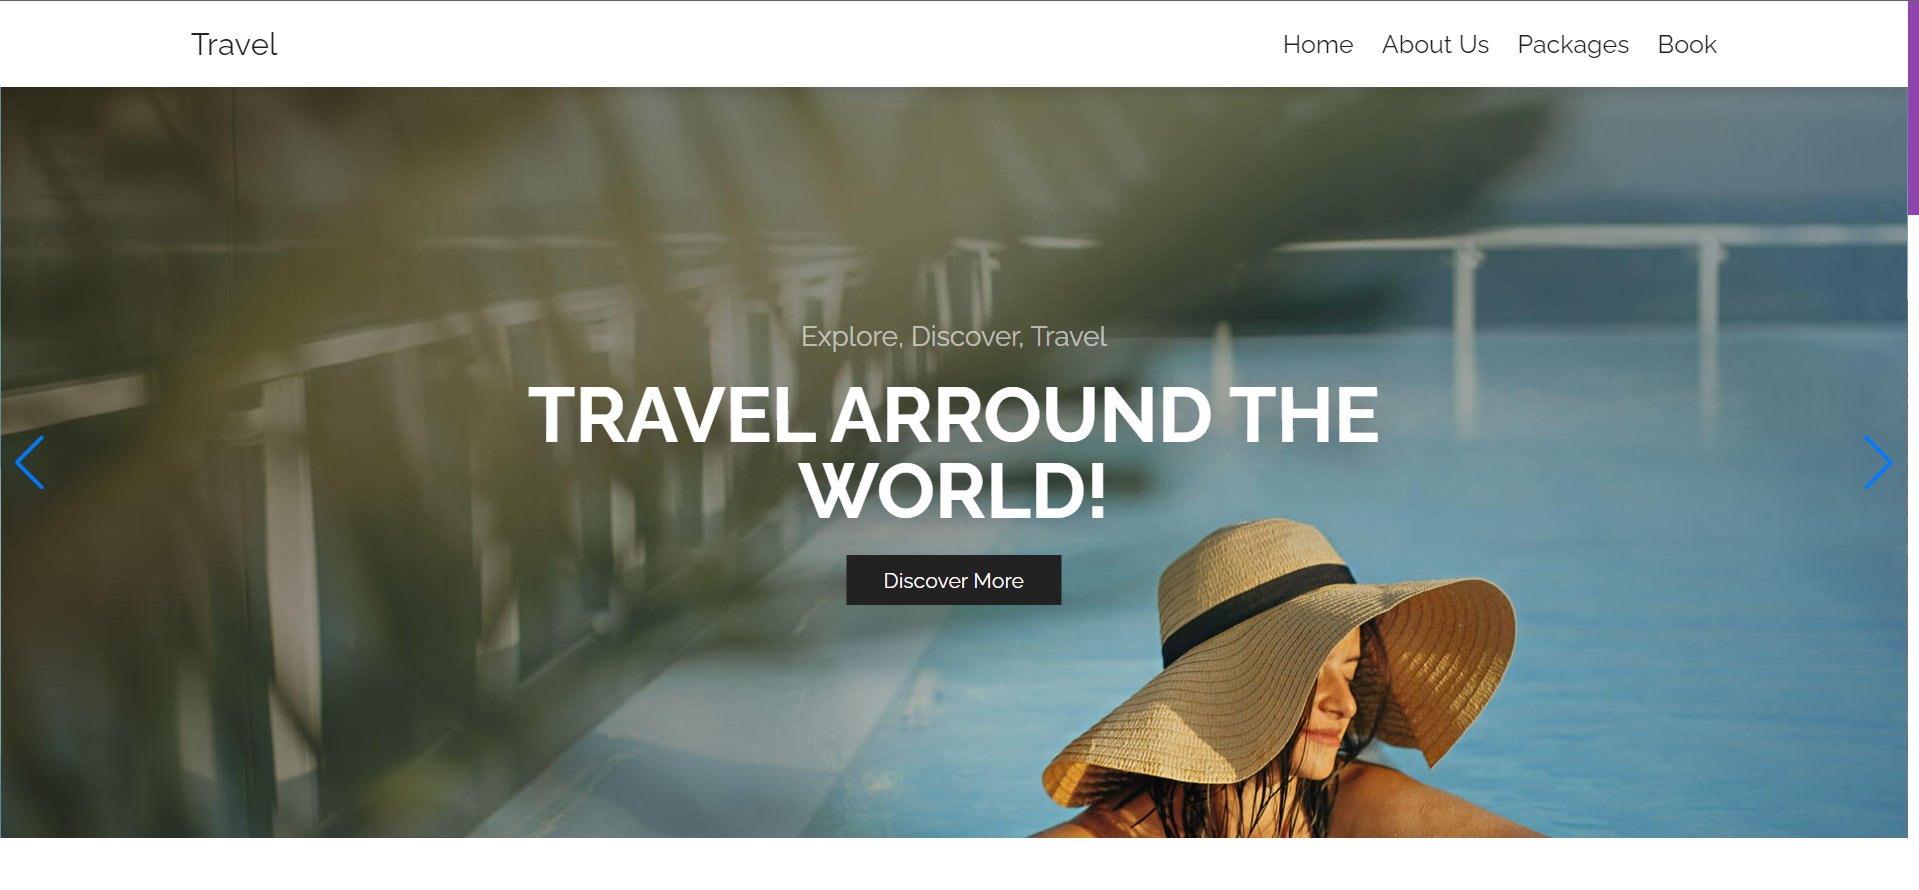 Travel
Home About Us Packages Book
Explore, Discover, Travel
TRAVEL ARROUND THE
WORLD!
Discover More